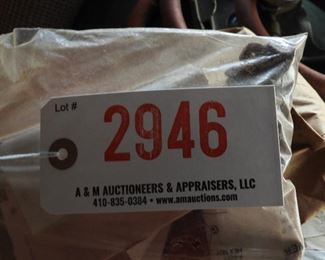 Lot #
2946
A & M AUCTIONEERS & APPRAISERS, LLC
410-835-0384 • www.amauctions.com